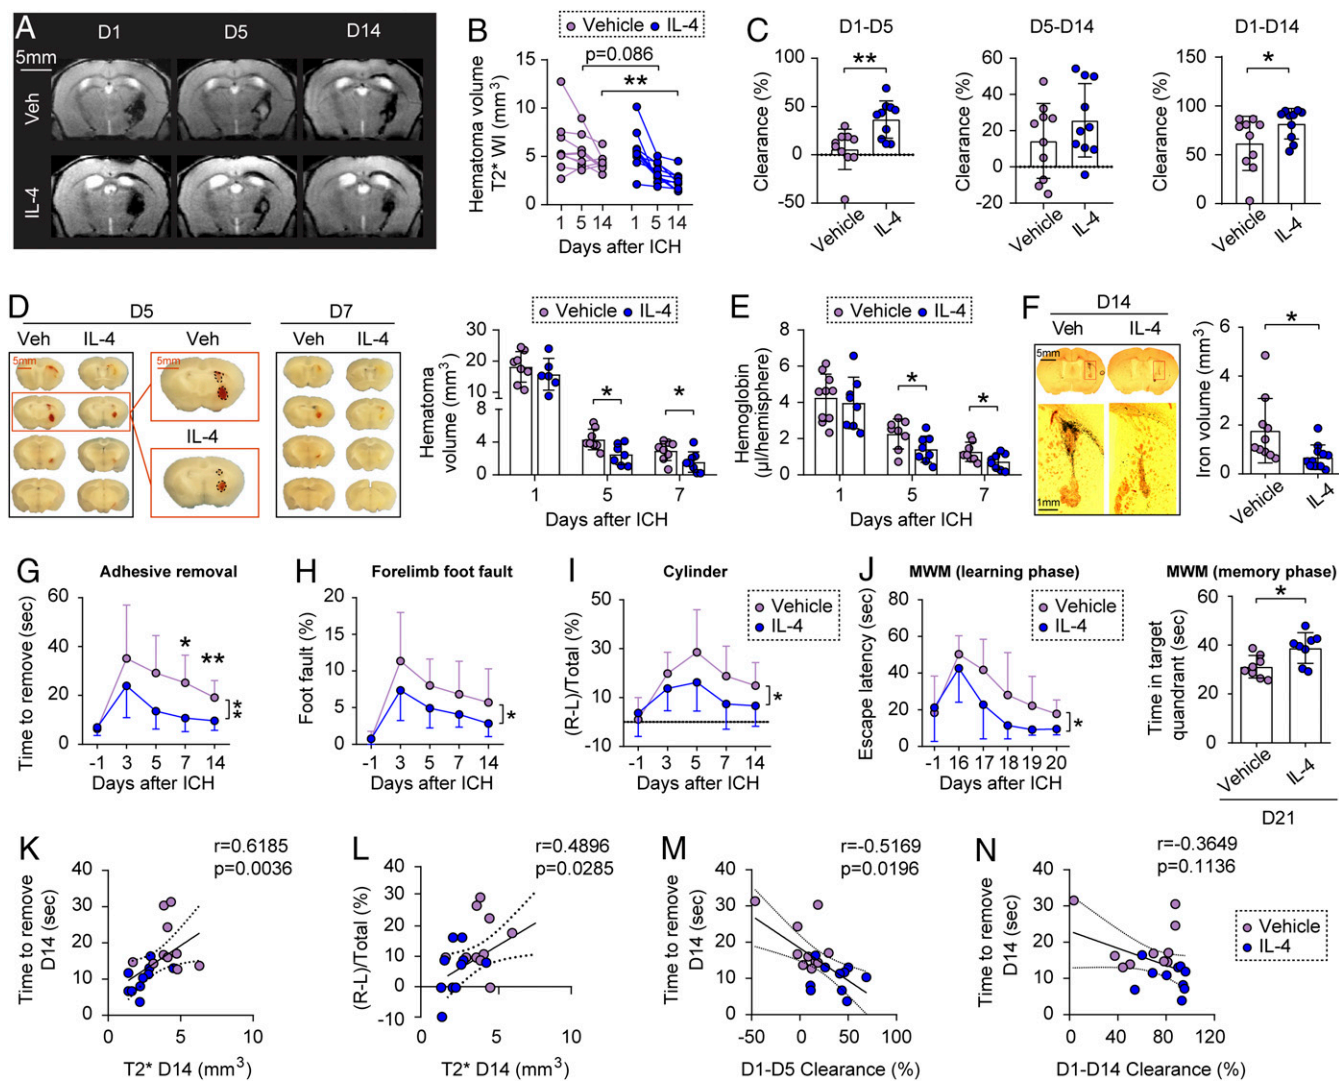 A
D1
D5
D14
5mm
Veh
IL-4
B
Vehicle
IL-4
p=0.086
**
Hematoma volume
T2* WI (mm³)
15
10
5
0
1 5 14
1 5 14
Days after ICH
C
D1-D5
Clearance (%)
100
50
0
-50
**
Vehicle
IL-4
D5-D14
Clearance (%)
60
40
20
0
-20
Vehicle
IL-4
D1-D14
Clearance (%)
150
100
50
0
*
Vehicle
IL-4
D
D5
Veh
IL-4
5mm
Veh
5mm
IL-4
D7
Veh
IL-4
5mm
Vehicle
IL-4
Hematoma
volume (mm³)
30
20
10
8
4
0
*
*
1
5
7
Days after ICH
E
Vehicle
IL-4
Hemoglobin
(µl/hemisphere)
8
6
4
2
0
*
*
1
5
7
Days after ICH
F
D14
Veh
IL-4
5mm
1mm
Iron volume (mm³)
8
6
4
2
0
*
Vehicle
IL-4
G
Adhesive removal
Time to remove (sec)
60
40
20
0
*
**
**
-1 3 5 7 14
Days after ICH
H
Forelimb foot fault
Foot fault (%)
20
15
10
5
0
*
-1 3 5 7 14
Days after ICH
I
Cylinder
(R-L)/Total (%)
50
30
10
-10
*
-1 3 5 7 14
Days after ICH
Vehicle
IL-4
J
MWM (learning phase)
Escape latency (sec)
80
60
40
20
0
*
-1 16 17 18 19 20
Days after ICH
Vehicle
IL-4
MWM (memory phase)
Time in target
quadrant (sec)
60
40
20
0
*
Vehicle
IL-4
D21
K
r=0.6185
p=0.0036
Time to remove
D14 (sec)
40
30
20
10
0
0
5
10
T2* D14 (mm³)
L
r=0.4896
p=0.0285
(R-L)/Total (%)
40
30
20
10
0
-10
0
5
10
T2* D14 (mm³)
M
r=-0.5169
p=0.0196
Time to remove
D14 (sec)
40
30
20
10
0
-50 0 50 100
D1-D5 Clearance (%)
N
r=-0.3649
p=0.1136
Time to remove
D14 (sec)
40
30
20
10
0
0 40 80 120
D1-D14 Clearance (%)
Vehicle
IL-4